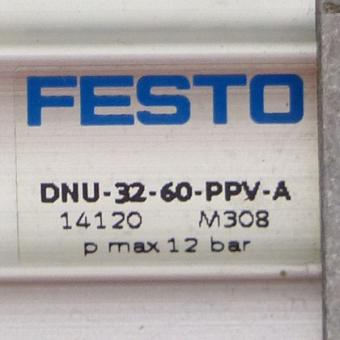 FESTO
DNU-32-60-PPV-A
14120 M308
p max 12 bar